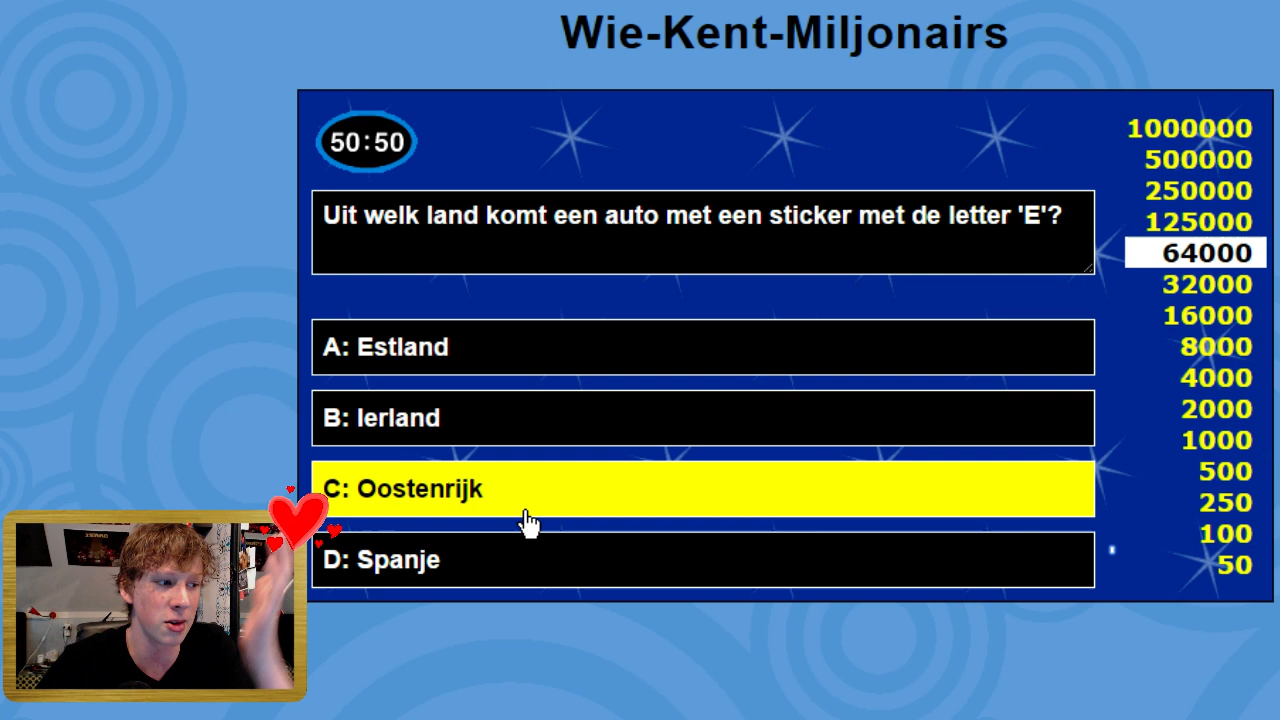 Wie-Kent-Miljonairs
50:50
Uit welk land komt een auto met een sticker met de letter 'E'?
A: Estland
B: Ierland
C: Oostenrijk
D: Spanje
1000000
500000
250000
125000
64000
32000
16000
8000
4000
2000
1000
500
250
100
50